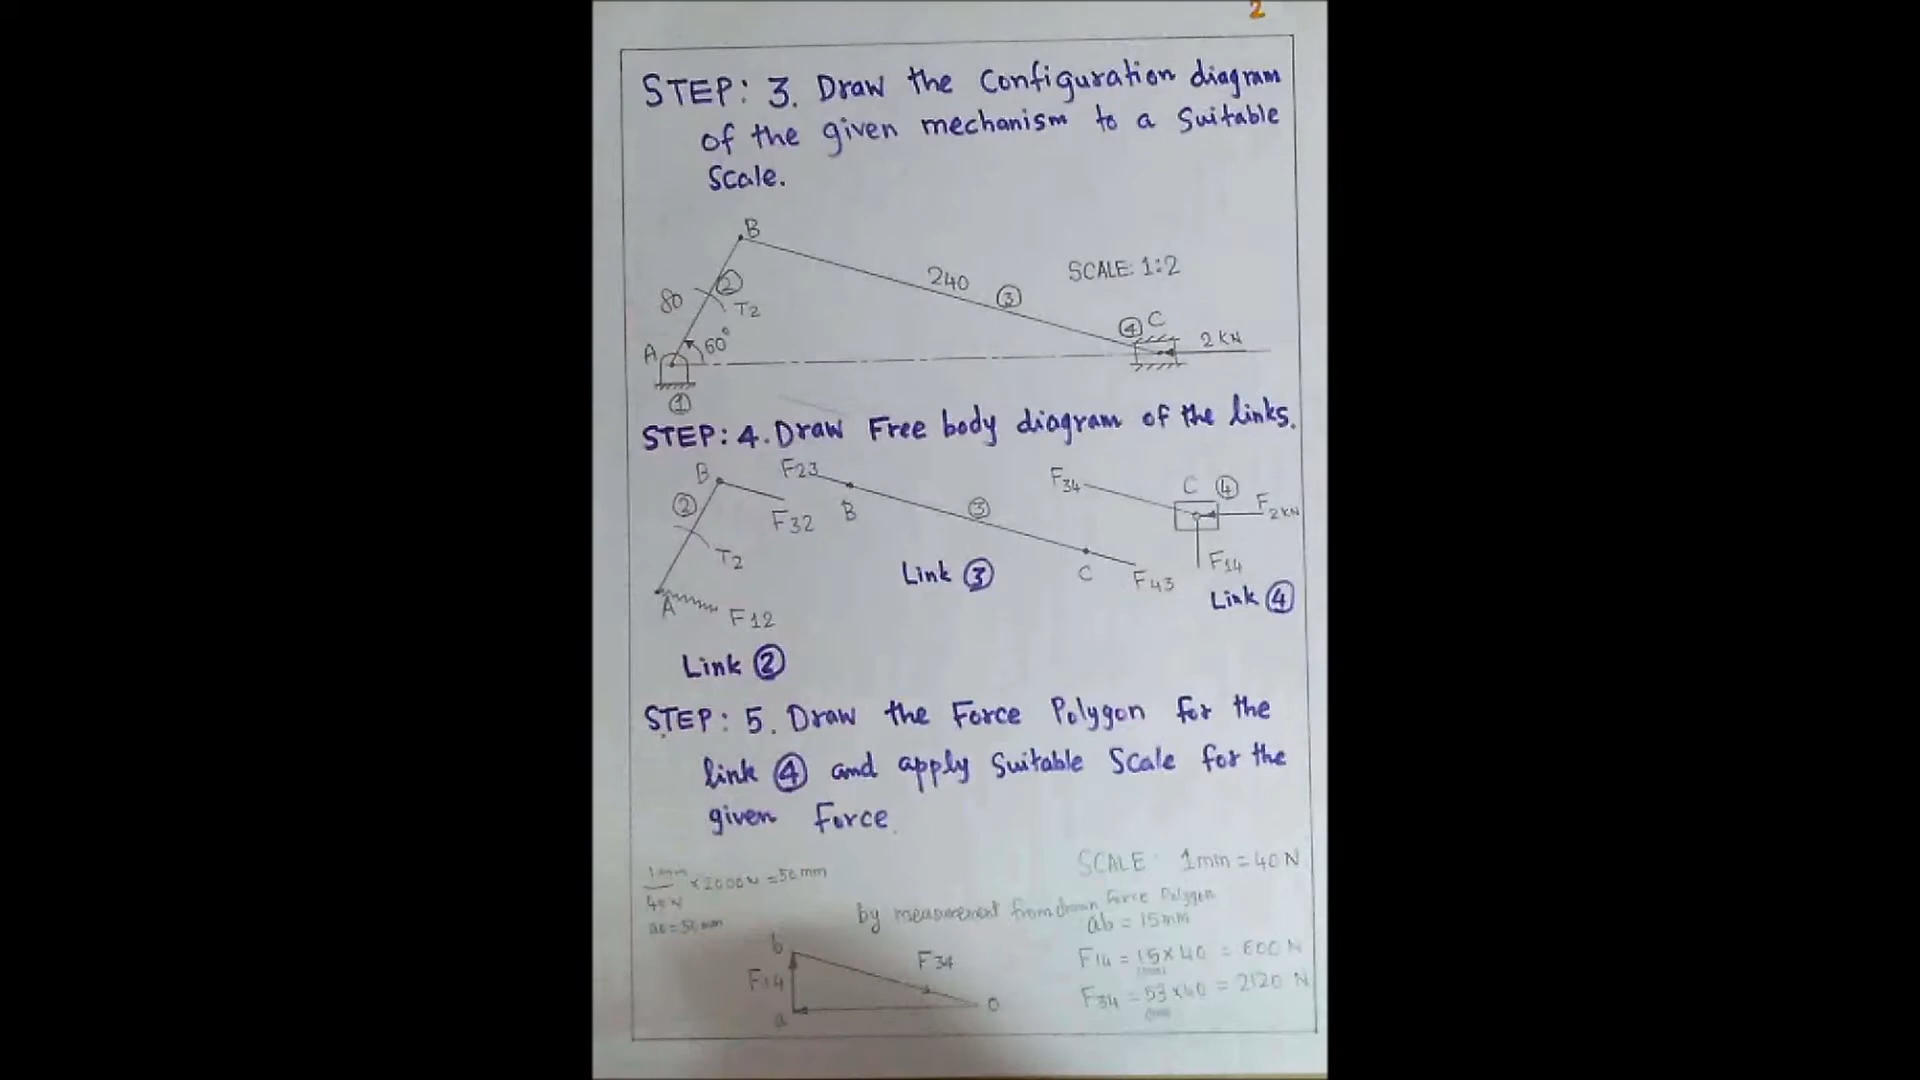 2
STEP: 3. Draw the Configuration diagram
of the given mechanism to a Suitable
Scale.
B
240
SCALE: 1:2
2
3
80
T2
4 C
2 KN
A
60°
1
STEP: 4. Draw Free body diagram of the links.
B
F23
F34
C 4
2
F32
B
3
F2KN
T2
Link 3
C
F43
F14
A
F12
Link 4
Link 2
STEP: 5. Draw the Force Polygon for the
link 4 and apply Suitable Scale for the
given Force.
SCALE: 1mm = 40 N
1mm
40N × 2000N = 50mm
by measurement from drawn Force Polygon
ab = 15mm
b
F34
F14 = 15×40 = 600 N
F14
F34 = 53×40 = 2120 N
a
O